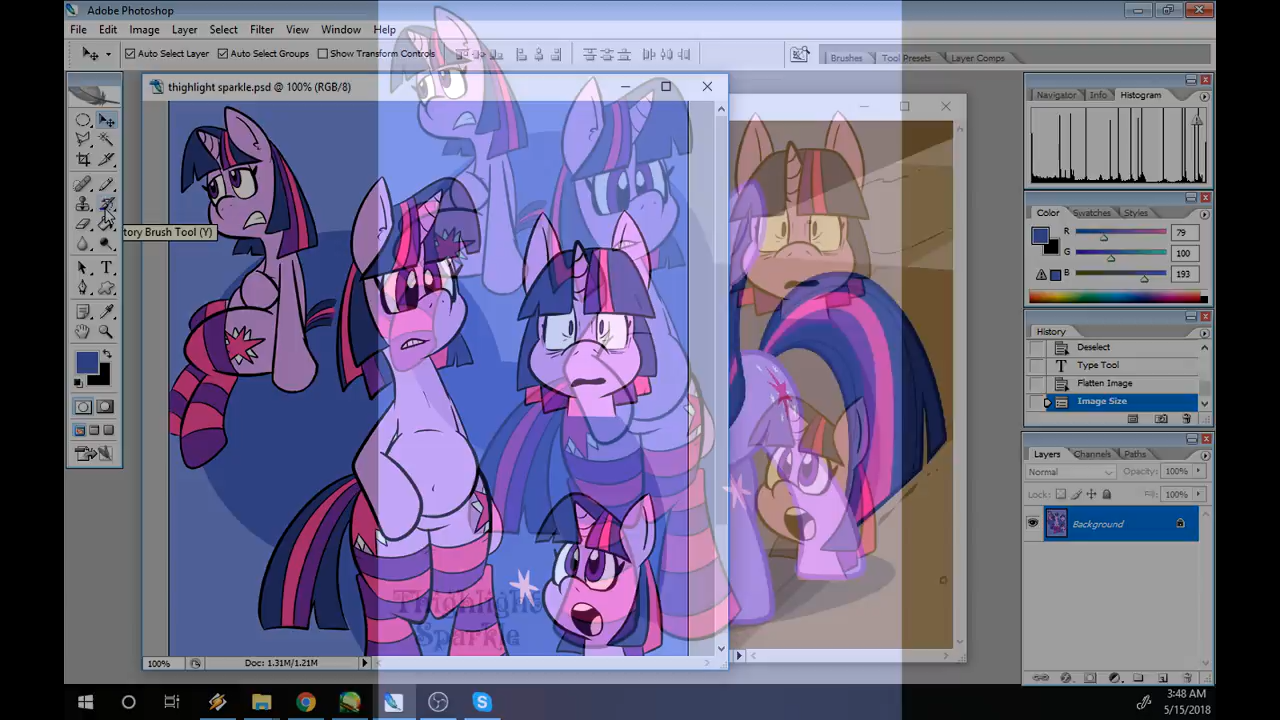 Adobe Photoshop
File Edit Image Layer Select Filter View Window Help
Auto Select Layer Auto Select Groups Show Transform Controls
Brushes Tool Presets Layer Comps
thighlight sparkle.psd @ 100% (RGB/8)
Navigator Info Histogram
tory Brush Tool (Y)
Color Swatches Styles
R 79
G 100
B 193
History
Deselect
Type Tool
Flatten Image
Image Size
Layers Channels Paths
Normal Opacity: 100%
Lock: Fill: 100%
Background
Thighlight
Sparkle
100% Doc: 1.31M/1.21M
3:48 AM
5/15/2018